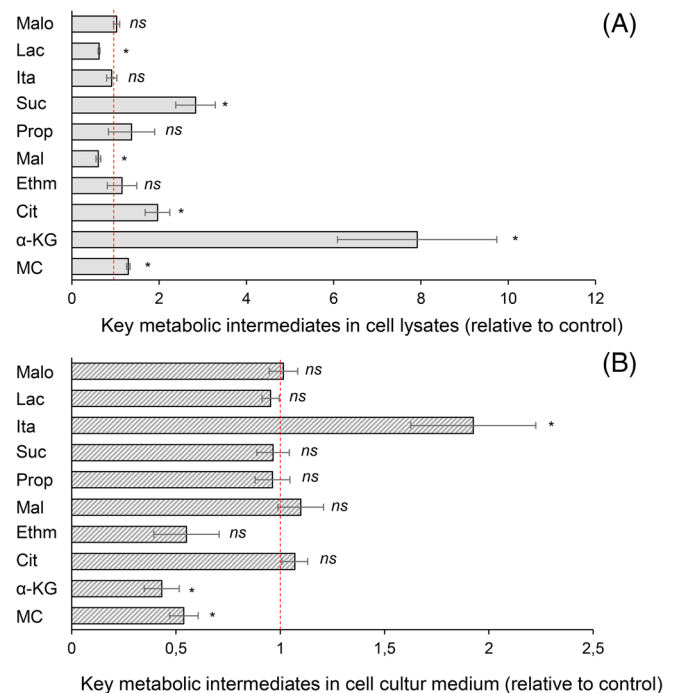 (A)
Malo ns
Lac *
Ita ns
Suc *
Prop ns
Mal *
Ethm ns
Cit *
α-KG *
MC *
0 2 4 6 8 10 12
Key metabolic intermediates in cell lysates (relative to control)
(B)
Malo ns
Lac ns
Ita *
Suc ns
Prop ns
Mal ns
Ethm ns
Cit ns
α-KG *
MC *
0 0,5 1 1,5 2 2,5
Key metabolic intermediates in cell cultur medium (relative to control)